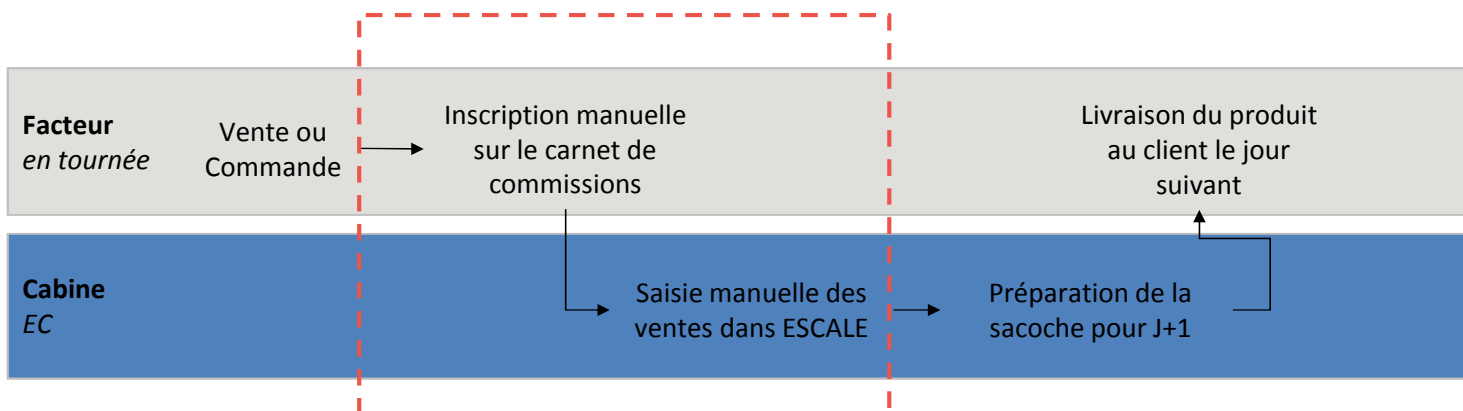 Facteur
en tournée
Vente ou
Commande
Inscription manuelle
sur le carnet de
commissions
Livraison du produit
au client le jour
suivant
Cabine
EC
Saisie manuelle des
ventes dans ESCALE
Préparation de la
sacoche pour J+1